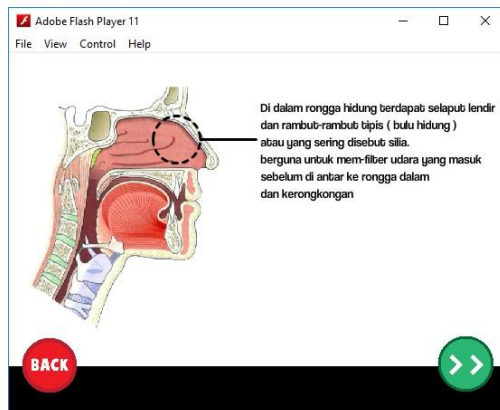 Adobe Flash Player 11
File View Control Help
Di dalam rongga hidung terdapat selaput lendir
dan rambut-rambut tipis ( bulu hidung )
atau yang sering disebut silia.
berguna untuk mem-filter udara yang masuk
sebelum di antar ke rongga dalam
dan kerongkongan
BACK